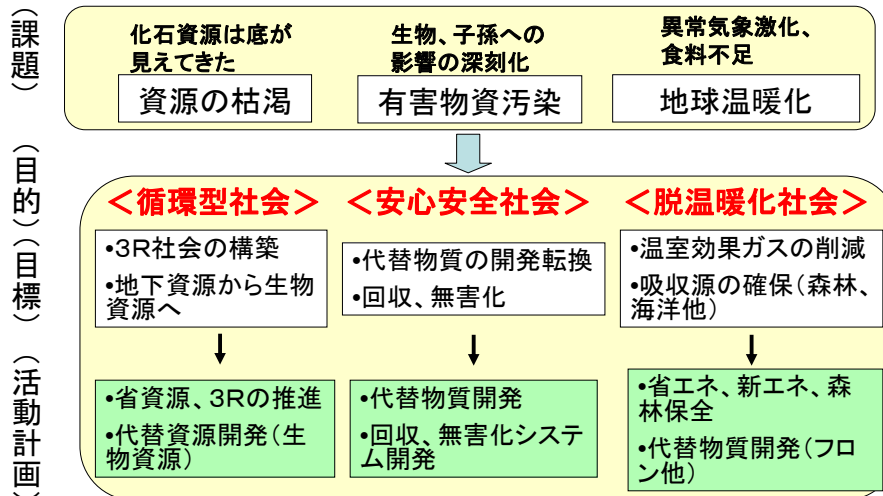 （課題）
化石資源は底が
見えてきた
資源の枯渇
生物、子孫への
影響の深刻化
有害物資汚染
異常気象激化、
食料不足
地球温暖化
（目的）（目標）
＜循環型社会＞
•３Ｒ社会の構築
•地下資源から生物
資源へ
＜安心安全社会＞
•代替物質の開発転換
•回収、無害化
＜脱温暖化社会＞
•温室効果ガスの削減
•吸収源の確保（森林、
海洋他）
（活動計画）
•省資源、３Ｒの推進
•代替資源開発（生
物資源）
•代替物質開発
•回収、無害化システ
ム開発
•省エネ、新エネ、森
林保全
•代替物質開発（フロ
ン他）